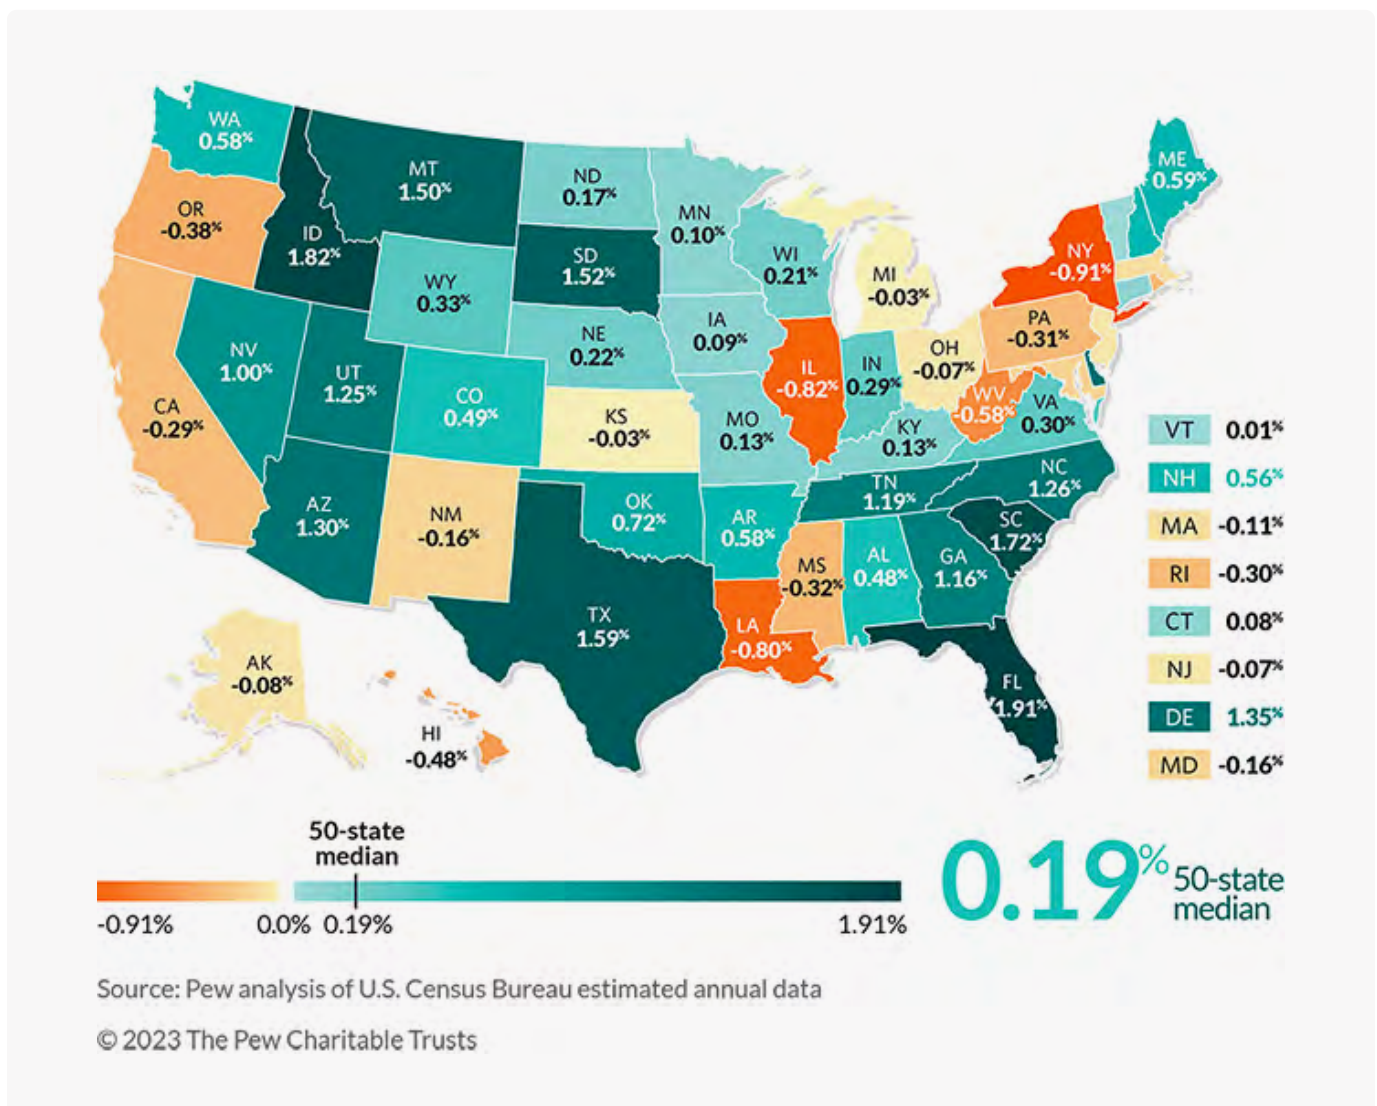 WA
0.58%
MT
1.50%
ND
0.17%
MN
0.10%
ME
0.59%
OR
-0.38%
ID
1.82%
SD
1.52%
WI
0.21%
MI
-0.03%
NY
-0.91%
WY
0.33%
IA
0.09%
PA
-0.31%
NV
1.00%
UT
1.25%
CO
0.49%
NE
0.22%
IL
-0.82%
IN
0.29%
OH
-0.07%
WV
-0.58%
VA
0.30%
CA
-0.29%
KS
-0.03%
MO
0.13%
KY
0.13%
AZ
1.30%
NM
-0.16%
OK
0.72%
AR
0.58%
TN
1.19%
NC
1.26%
SC
1.72%
MS
-0.32%
AL
0.48%
GA
1.16%
TX
1.59%
LA
-0.80%
FL
1.91%
AK
-0.08%
HI
-0.48%
VT 0.01%
NH 0.56%
MA -0.11%
RI -0.30%
CT 0.08%
NJ -0.07%
DE 1.35%
MD -0.16%
50-state
median
-0.91% 0.0% 0.19% 1.91%
0.19% 50-state
median
Source: Pew analysis of U.S. Census Bureau estimated annual data
© 2023 The Pew Charitable Trusts